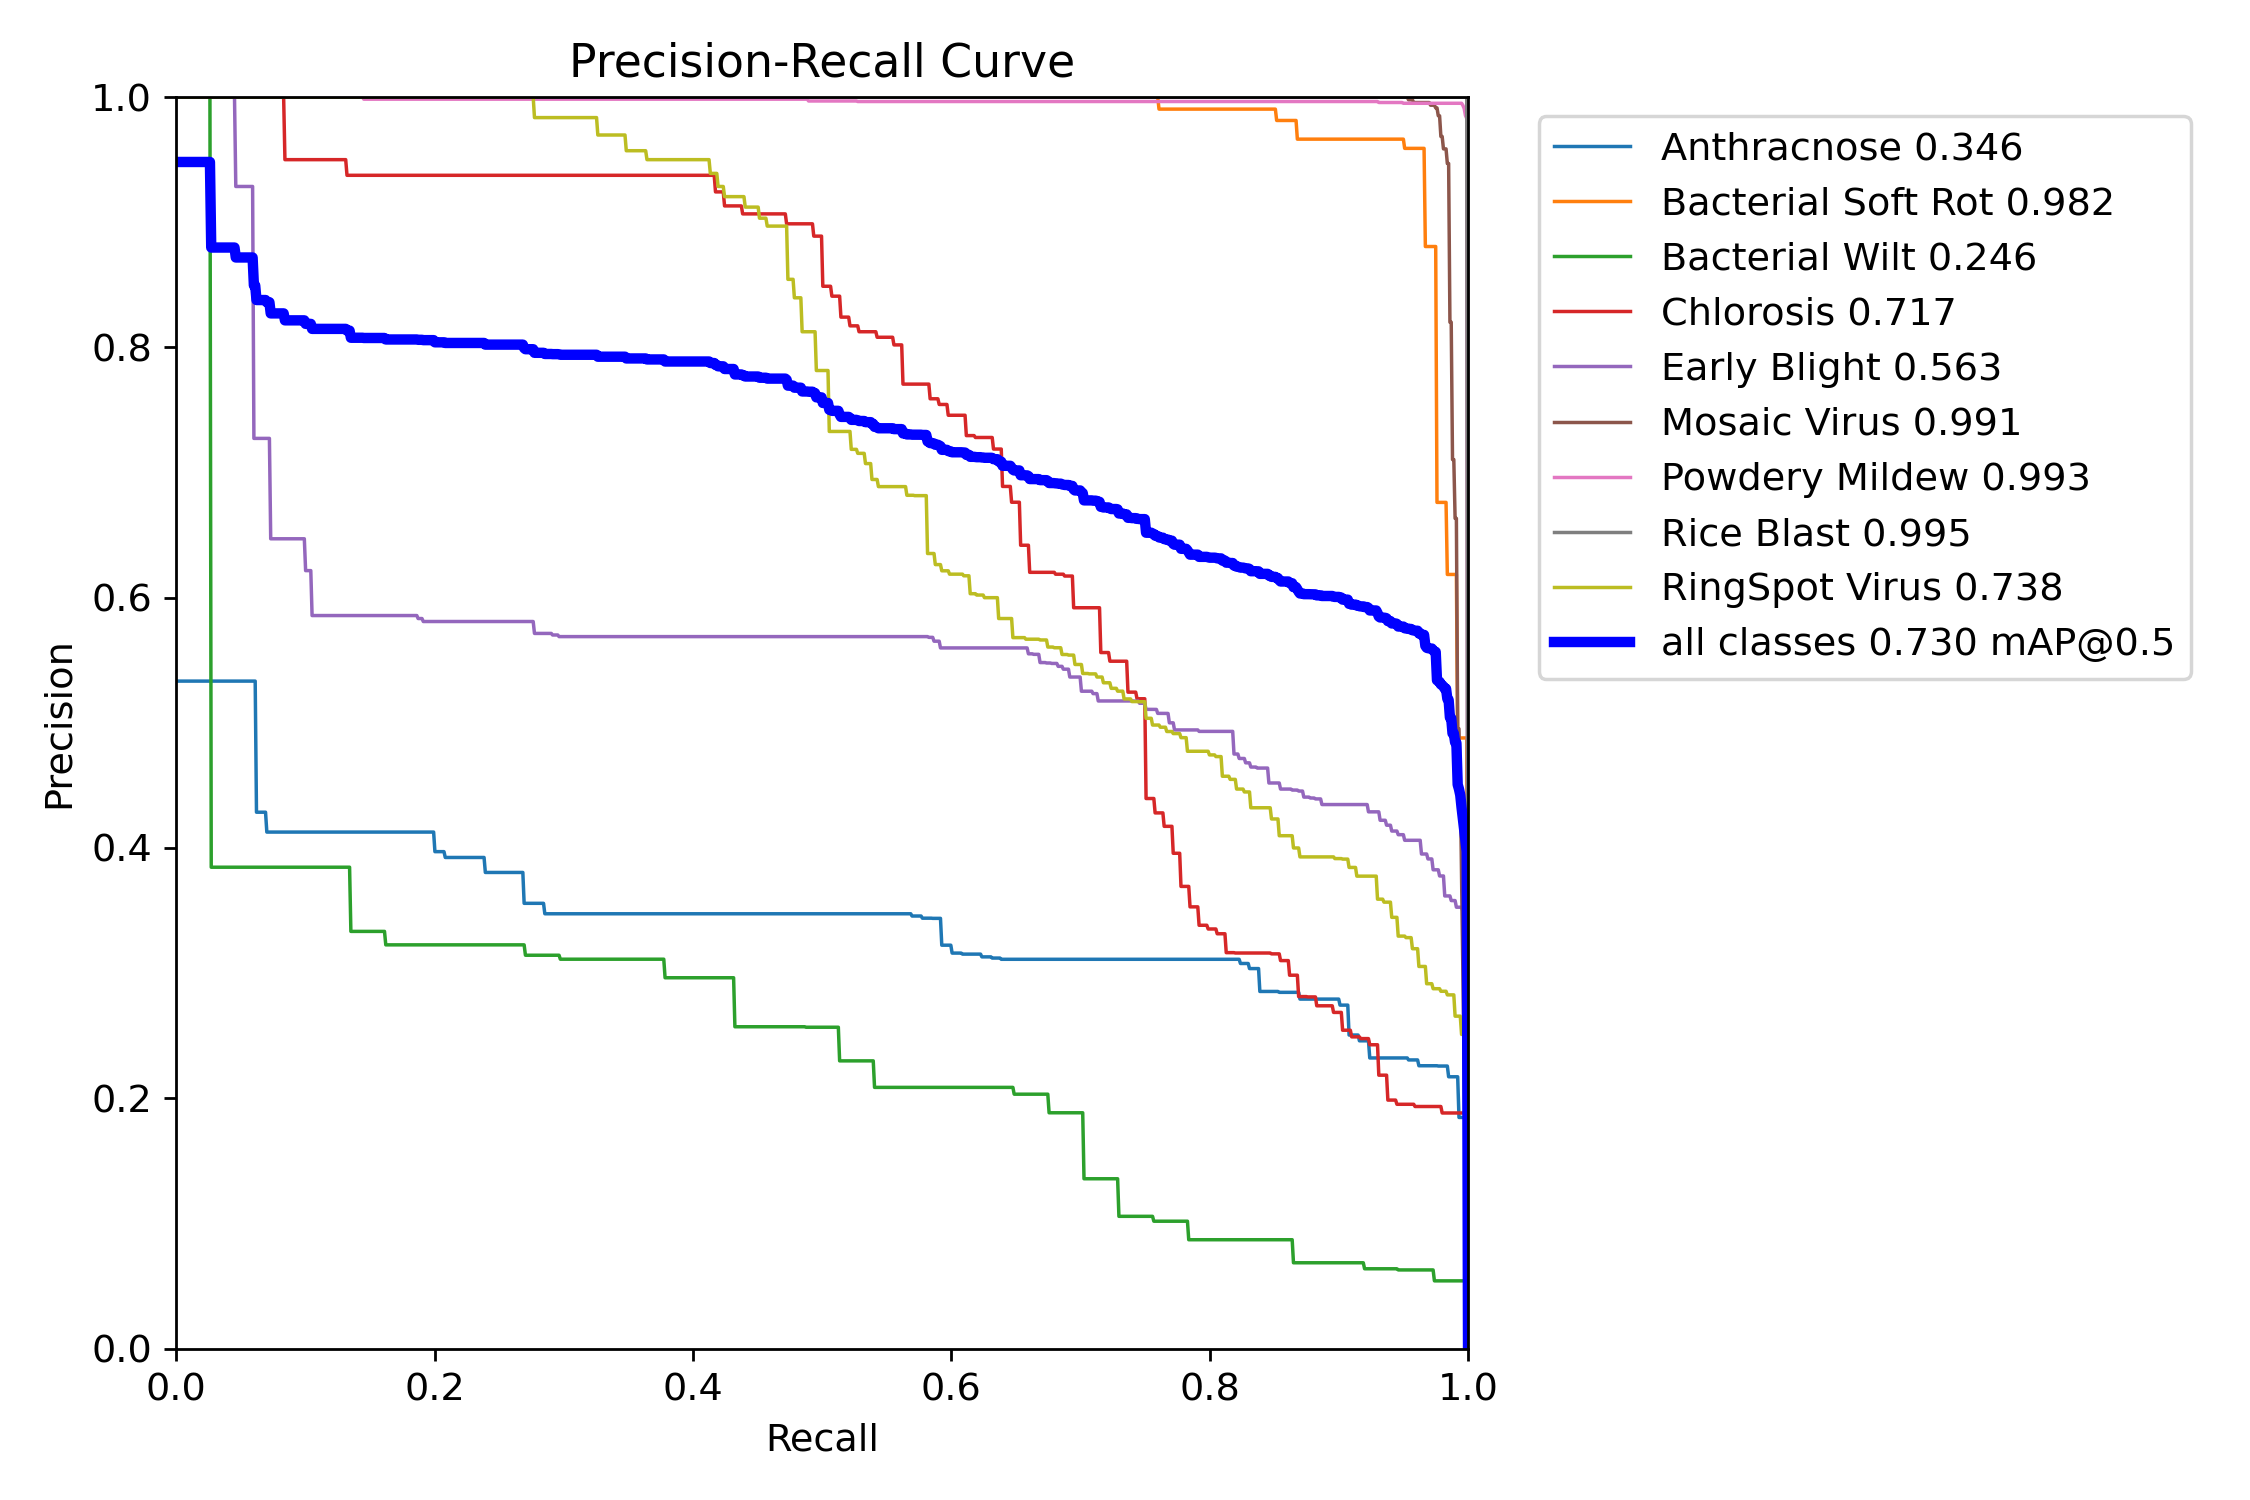 Precision-Recall Curve
1.0
0.8
0.6
0.4
0.2
0.0
Precision
0.0 0.2 0.4 0.6 0.8 1.0
Recall
Anthracnose 0.346
Bacterial Soft Rot 0.982
Bacterial Wilt 0.246
Chlorosis 0.717
Early Blight 0.563
Mosaic Virus 0.991
Powdery Mildew 0.993
Rice Blast 0.995
RingSpot Virus 0.738
all classes 0.730 mAP@0.5